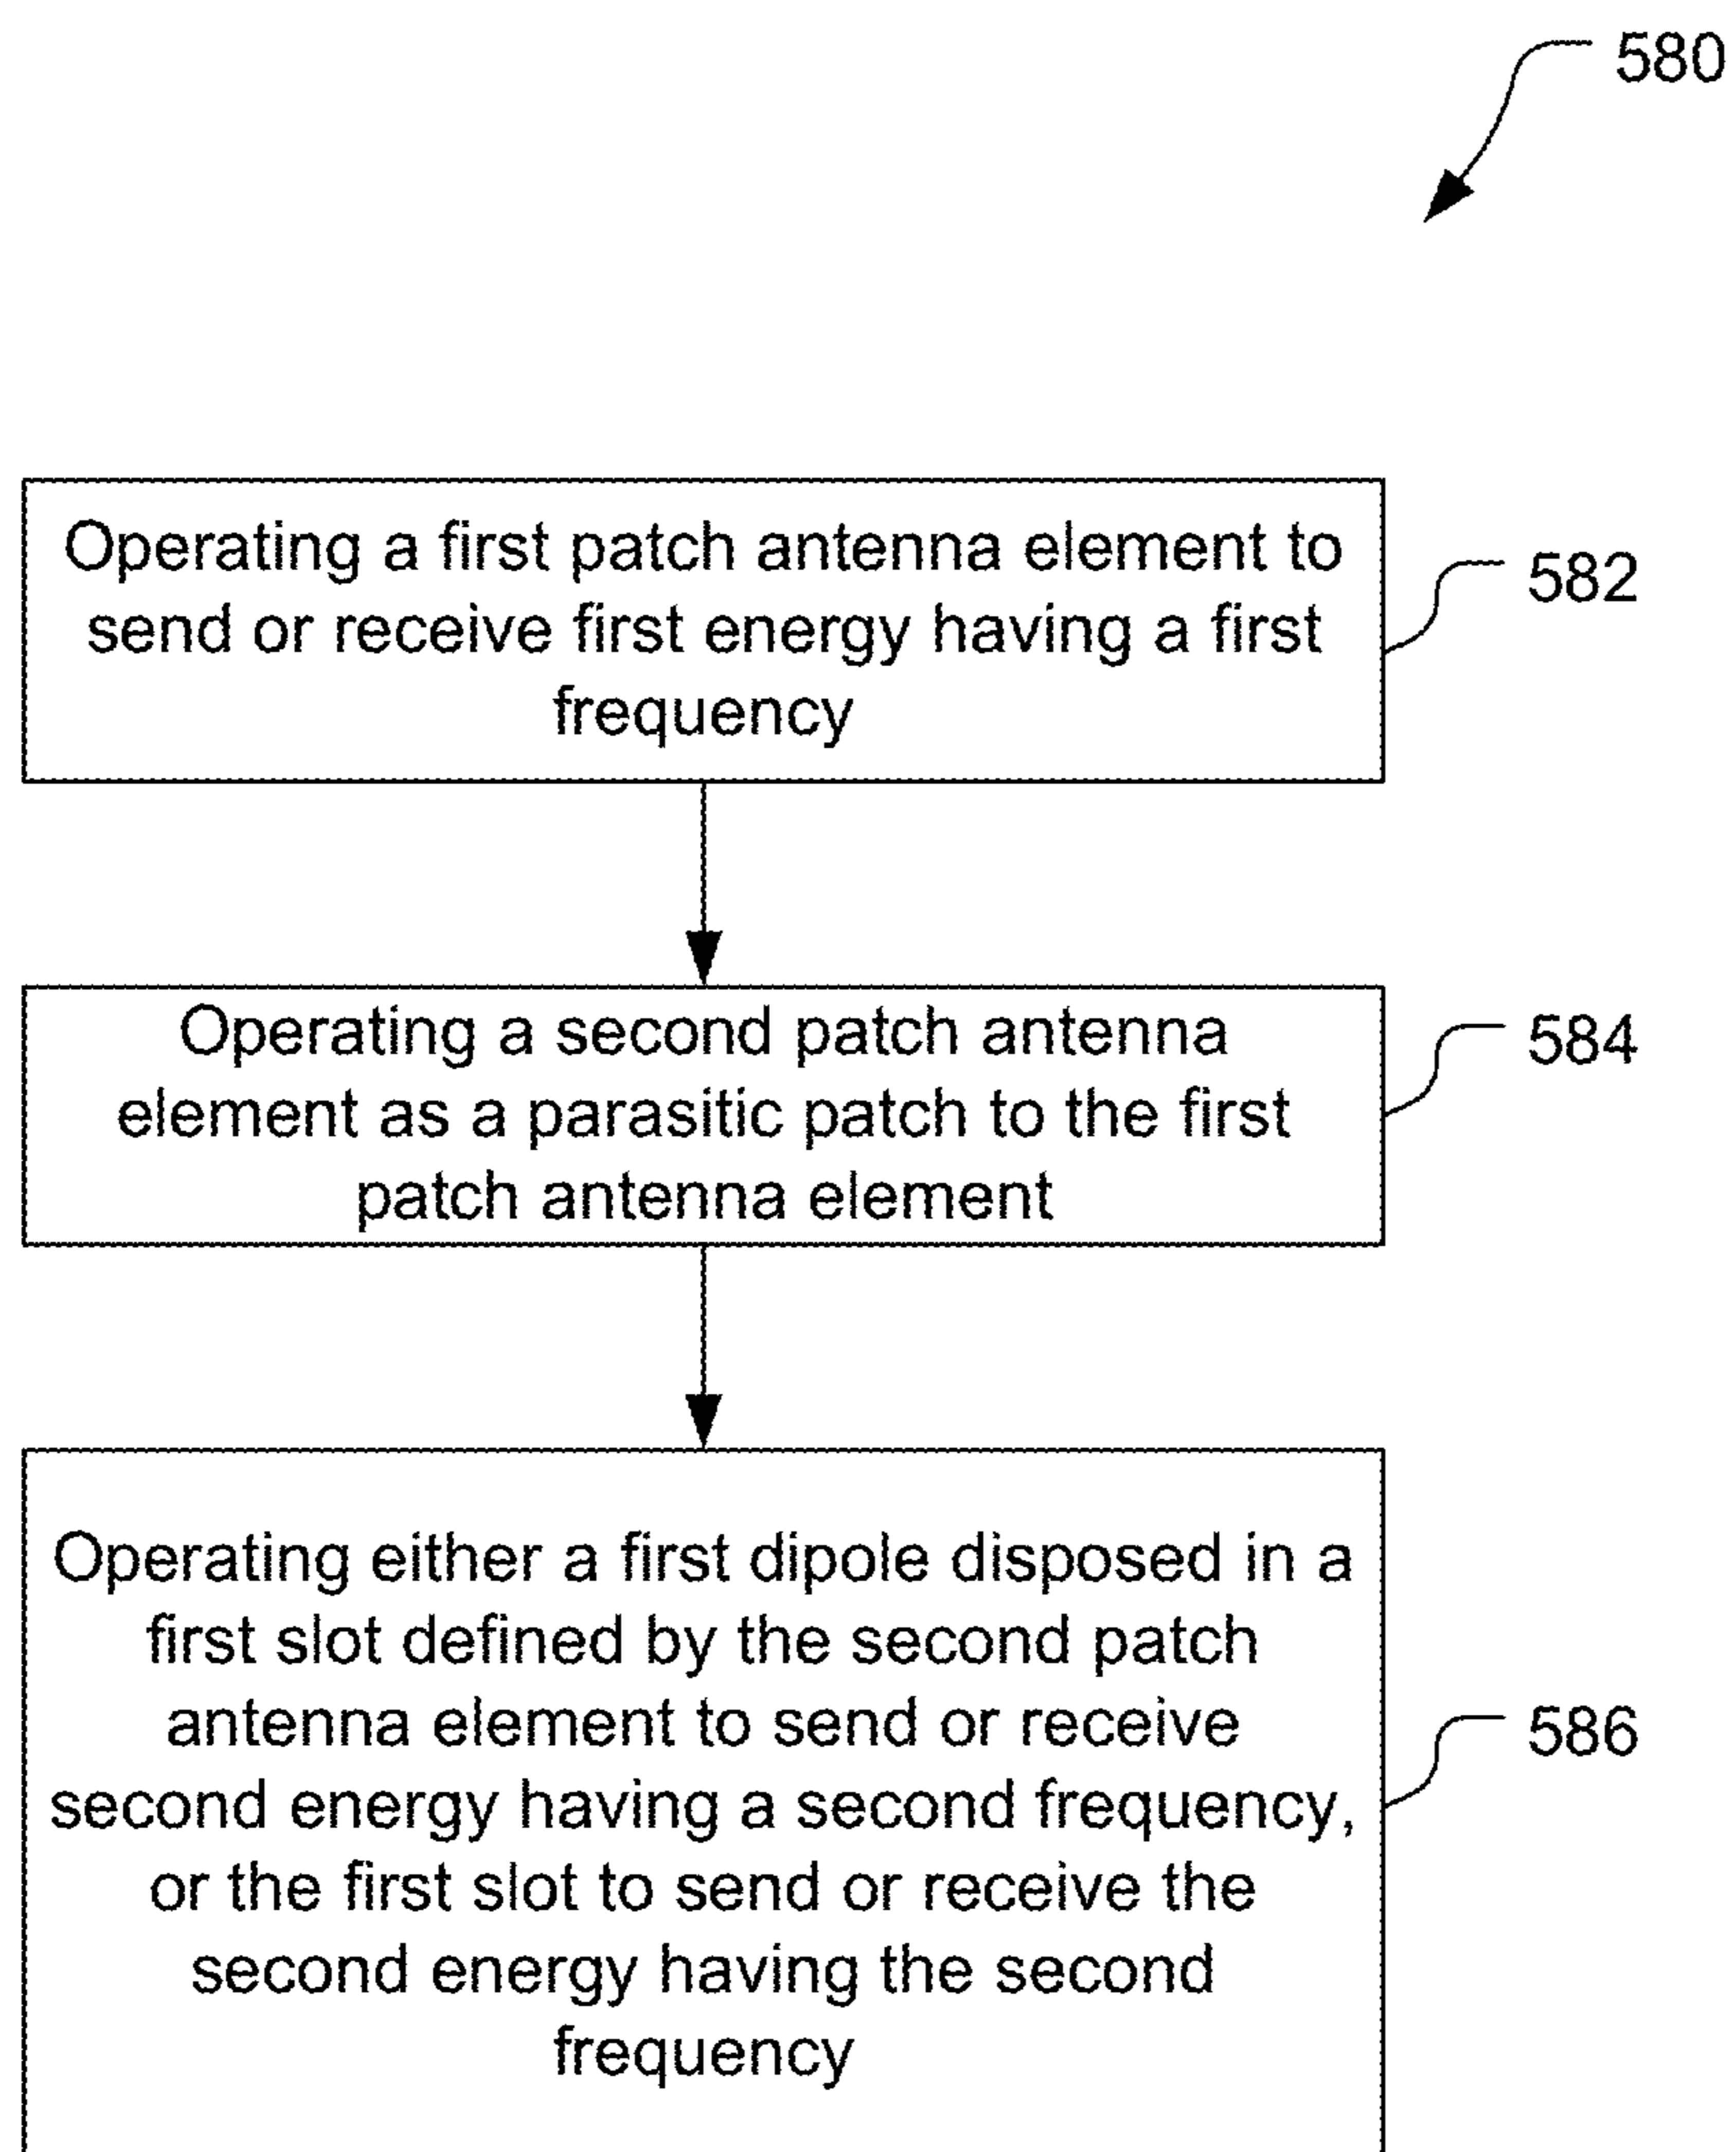 580
Operating a first patch antenna element to
send or receive first energy having a first
frequency
582
Operating a second patch antenna
element as a parasitic patch to the first
patch antenna element
584
Operating either a first dipole disposed in a
first slot defined by the second patch
antenna element to send or receive
second energy having a second frequency,
or the first slot to send or receive the
second energy having the second
frequency
586